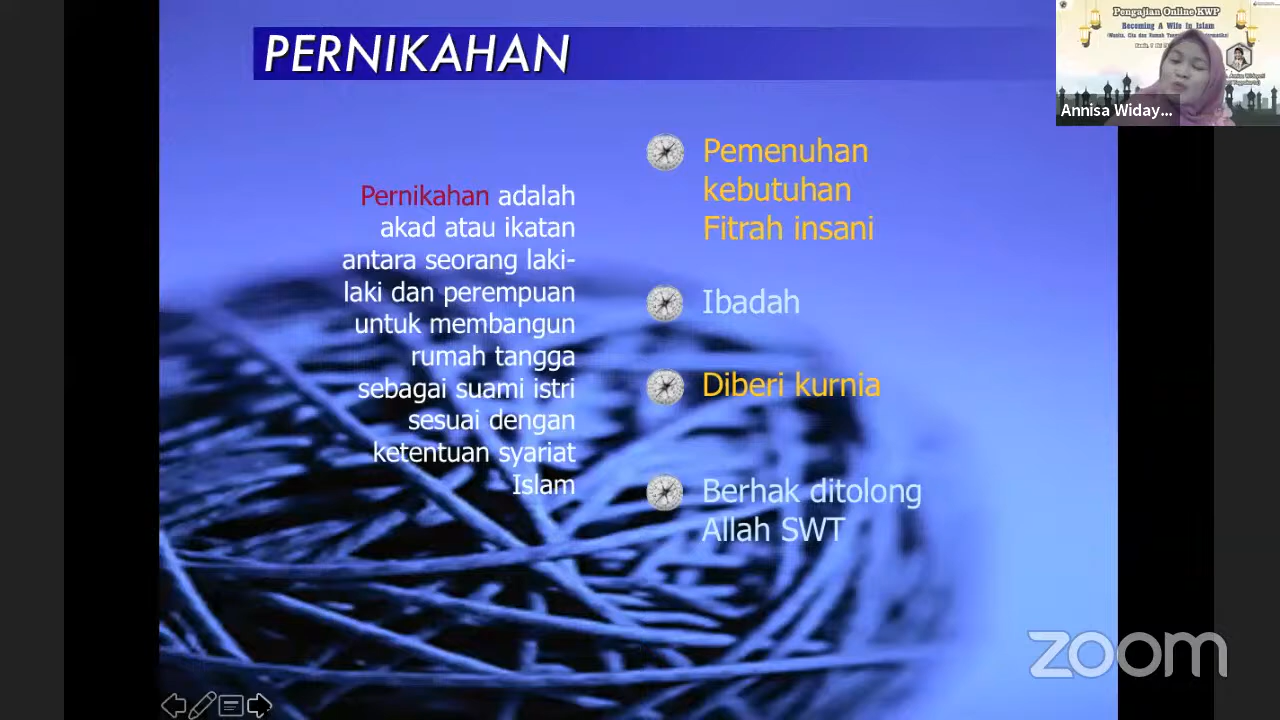 PERNIKAHAN
Pernikahan adalah
akad atau ikatan
antara seorang laki-
laki dan perempuan
untuk membangun
rumah tangga
sebagai suami istri
sesuai dengan
ketentuan syariat
Islam
Pemenuhan
kebutuhan
Fitrah insani
Ibadah
Diberi kurnia
Berhak ditolong
Allah SWT
Pengajian Online KWP
Becoming A Wife in Islam
Annisa Widay...
zoom